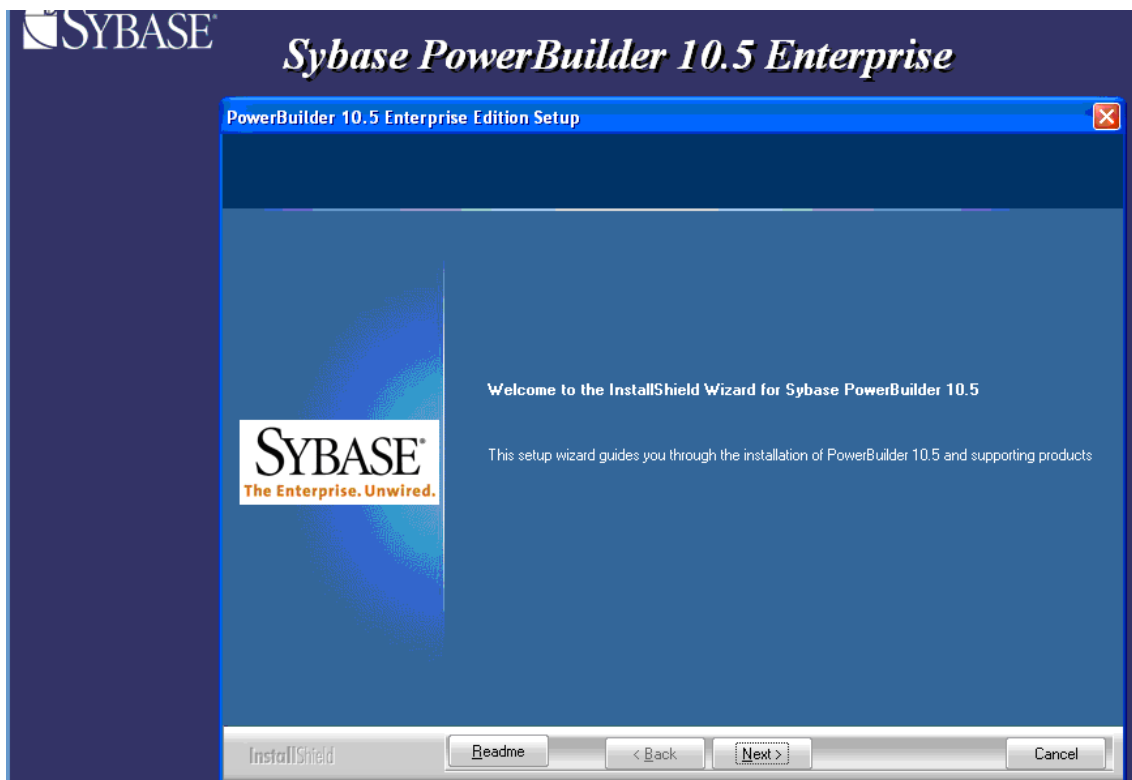 SYBASE®
Sybase PowerBuilder 10.5 Enterprise
PowerBuilder 10.5 Enterprise Edition Setup
Welcome to the InstallShield Wizard for Sybase PowerBuilder 10.5
SYBASE®
The Enterprise. Unwired.
This setup wizard guides you through the installation of PowerBuilder 10.5 and supporting products
InstallShield
Readme
< Back
Next >
Cancel